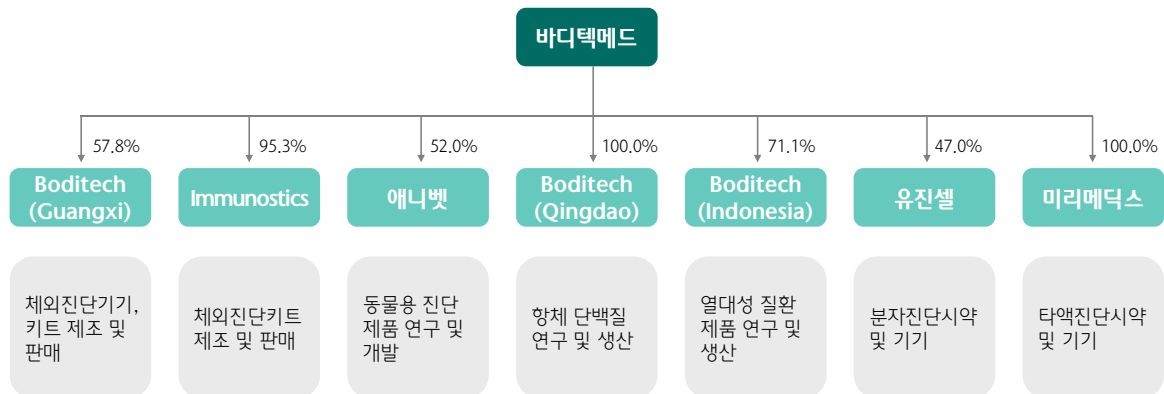 바디텍메드
57.8%
95.3%
52.0%
100.0%
71.1%
47.0%
100.0%
Boditech
(Guangxi)
Immunostics
애니벳
Boditech
(Qingdao)
Boditech
(Indonesia)
유진셀
미리메딕스
체외진단기기,
키트 제조 및
판매
체외진단키트
제조 및 판매
동물용 진단
제품 연구 및
개발
항체 단백질
연구 및 생산
열대성 질환
제품 연구 및
생산
분자진단시약
및 기기
타액진단시약
및 기기